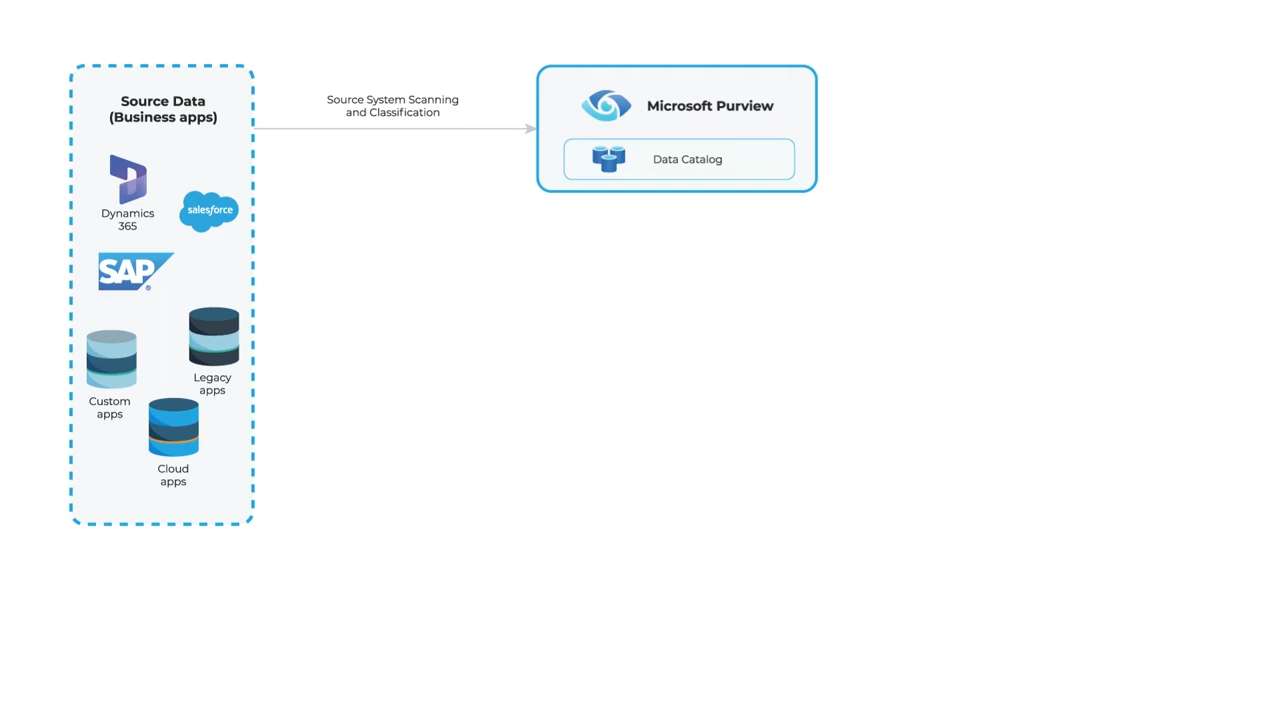 Source Data
(Business apps)
Source System Scanning
and Classification
Microsoft Purview
Data Catalog
Dynamics
365
salesforce
SAP
®
Legacy
apps
Custom
apps
Cloud
apps